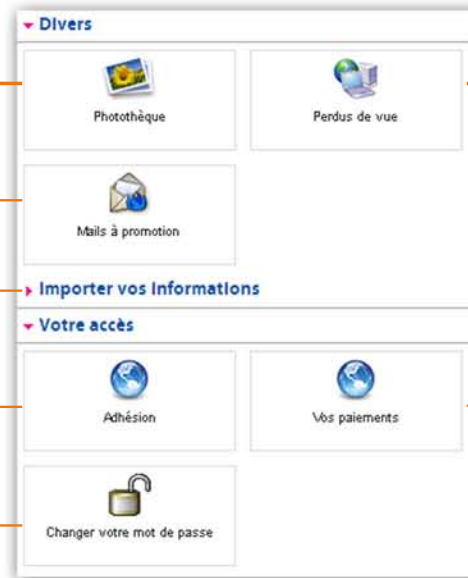 Divers
Photothèque
Perdus de vue
Mails à promotion
Importer vos informations
Votre accès
Adhésion
Vos paiements
Changer votre mot de passe